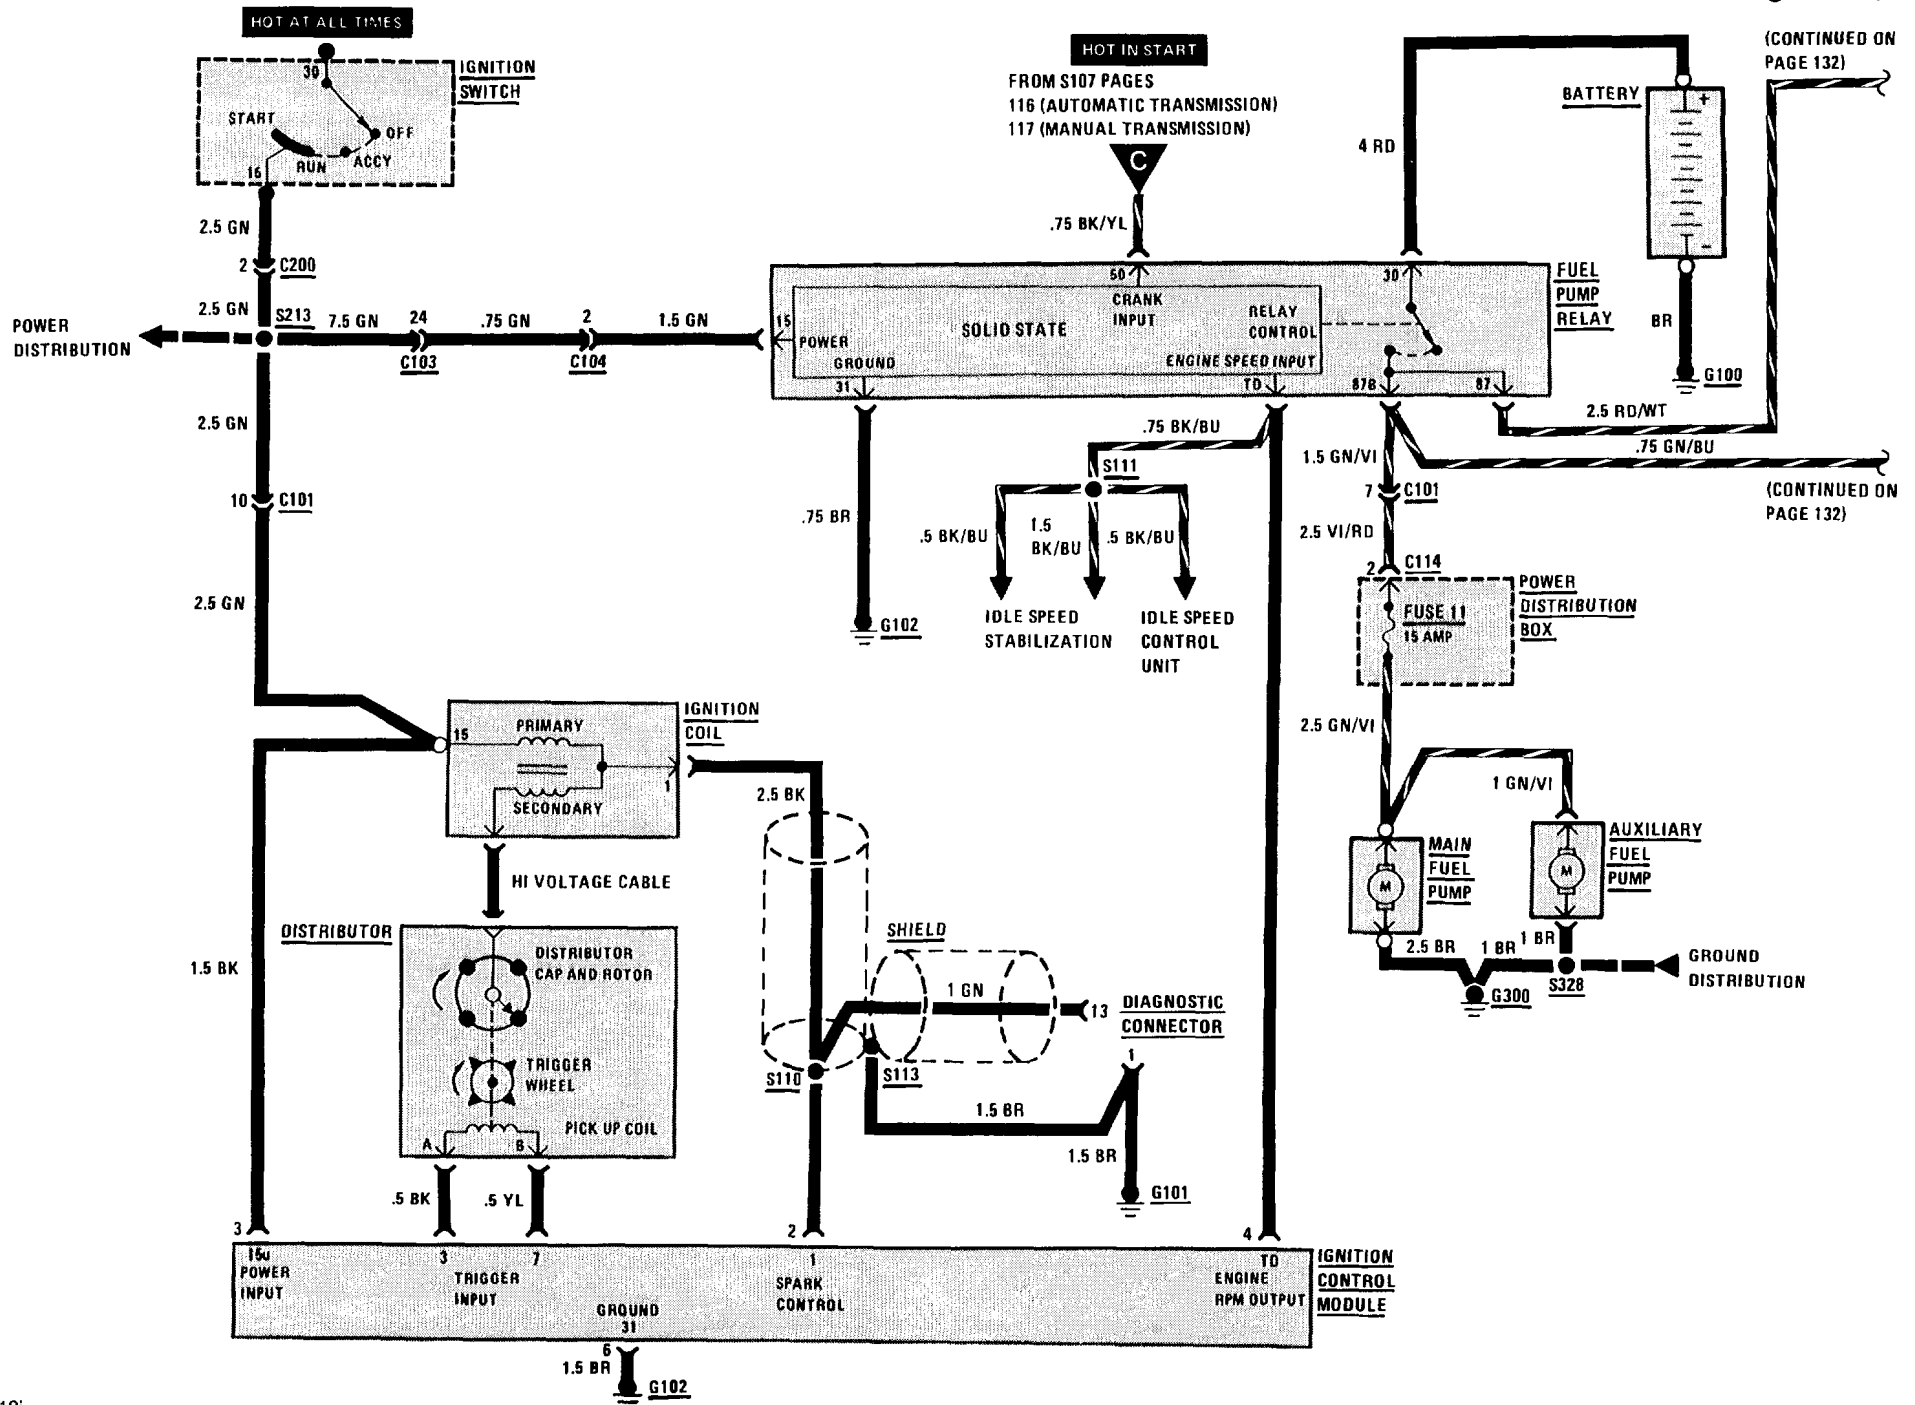 HOT AT ALL TIMES
30
IGNITION
SWITCH
START
OFF
ACCY
RUN
16
2.5 GN
2
C200
2.5 GN
S213
POWER
DISTRIBUTION
7.5 GN
24
C103
.75 GN
2
C104
1.5 GN
2.5 GN
10
C101
2.5 GN
HOT IN START
FROM S107 PAGES
116 (AUTOMATIC TRANSMISSION)
117 (MANUAL TRANSMISSION)
C
.75 BK/YL
4 RD
BATTERY
+
-
BR
G100
(CONTINUED ON
PAGE 132)
FUEL
PUMP
RELAY
50
CRANK
INPUT
30
SOLID STATE
RELAY
CONTROL
15
POWER
GROUND
31
ENGINE SPEED INPUT
TD
87B
87
2.5 RD/WT
.75 GN/BU
(CONTINUED ON
PAGE 132)
.75 BK/BU
S111
.75 BR
G102
.5 BK/BU
1.5
BK/BU
.5 BK/BU
IDLE SPEED
STABILIZATION
IDLE SPEED
CONTROL
UNIT
1.5 GN/VI
7
C101
2.5 VI/RD
2
C114
FUSE 11
15 AMP
POWER
DISTRIBUTION
BOX
2.5 GN/VI
1 GN/VI
MAIN
FUEL
PUMP
M
AUXILIARY
FUEL
PUMP
M
2.5 BR
1 BR
1 BR
G300
S328
GROUND
DISTRIBUTION
IGNITION
COIL
15
PRIMARY
SECONDARY
1
2.5 BK
HI VOLTAGE CABLE
DISTRIBUTOR
DISTRIBUTOR
CAP AND ROTOR
TRIGGER
WHEEL
PICK UP COIL
A
B
.5 BK
.5 YL
1.5 BK
SHIELD
1 GN
13
DIAGNOSTIC
CONNECTOR
1
S110
S113
1.5 BR
1.5 BR
G101
3
2
4
15u
POWER
INPUT
3
7
TRIGGER
INPUT
1
SPARK
CONTROL
TD
ENGINE
RPM OUTPUT
GROUND
31
IGNITION
CONTROL
MODULE
6
1.5 BR
G102